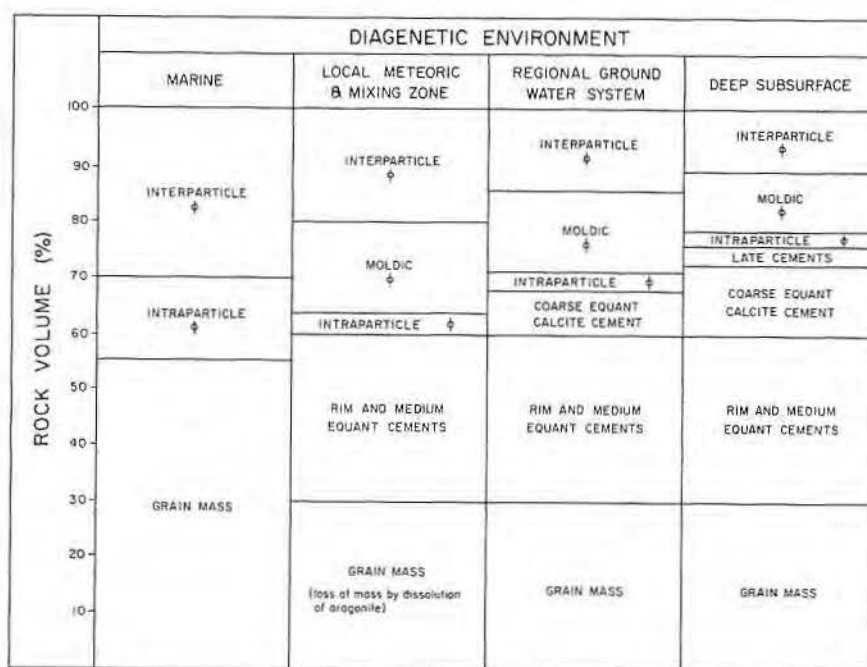 DIAGENETIC ENVIRONMENT
MARINE
LOCAL METEORIC
& MIXING ZONE
REGIONAL GROUND
WATER SYSTEM
DEEP SUBSURFACE
ROCK VOLUME (%)
100
90
80
70
60
50
40
30
20
10
INTERPARTICLE
ϕ
INTRAPARTICLE
ϕ
GRAIN MASS
INTERPARTICLE
ϕ
MOLDIC
ϕ
INTRAPARTICLE ϕ
RIM AND MEDIUM
EQUANT CEMENTS
GRAIN MASS
(loss of mass by dissolution
of aragonite)
INTERPARTICLE
ϕ
MOLDIC
ϕ
INTRAPARTICLE ϕ
COARSE EQUANT
CALCITE CEMENT
RIM AND MEDIUM
EQUANT CEMENTS
GRAIN MASS
INTERPARTICLE
ϕ
MOLDIC
ϕ
INTRAPARTICLE ϕ
LATE CEMENTS
COARSE EQUANT
CALCITE CEMENT
RIM AND MEDIUM
EQUANT CEMENTS
GRAIN MASS